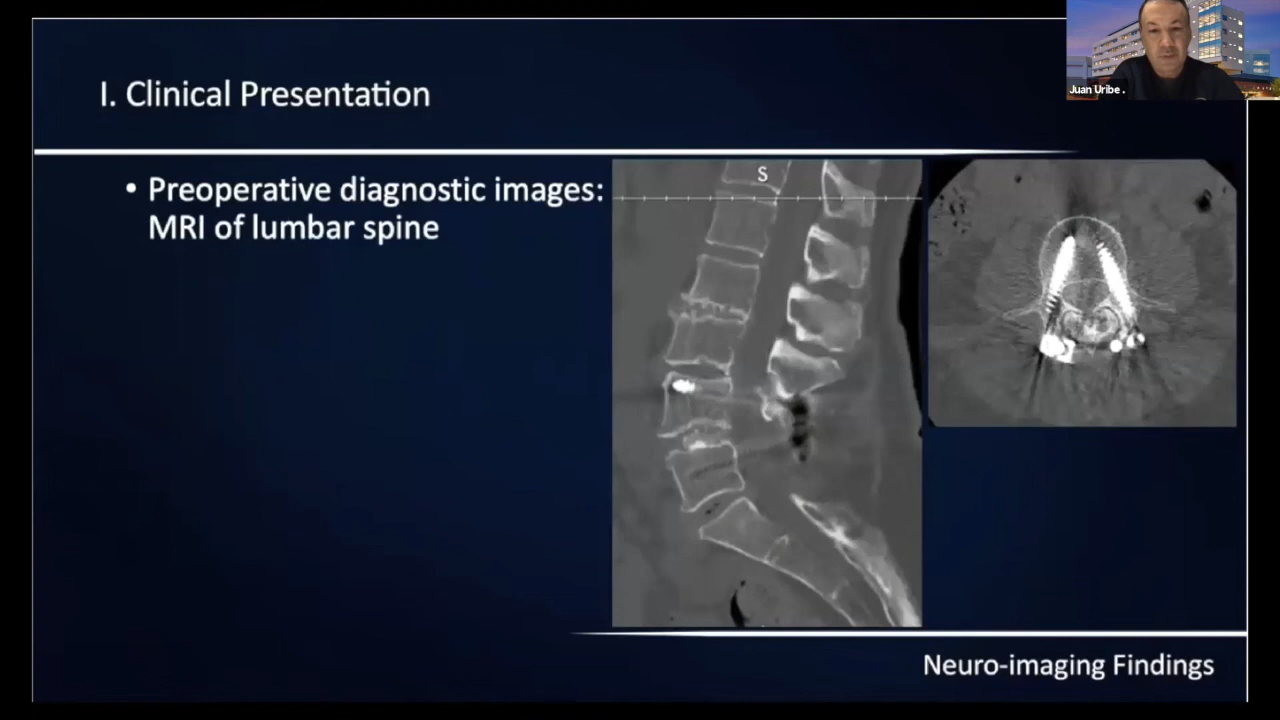 Juan Uribe .
I. Clinical Presentation
• Preoperative diagnostic images:
MRI of lumbar spine
S
Neuro-imaging Findings